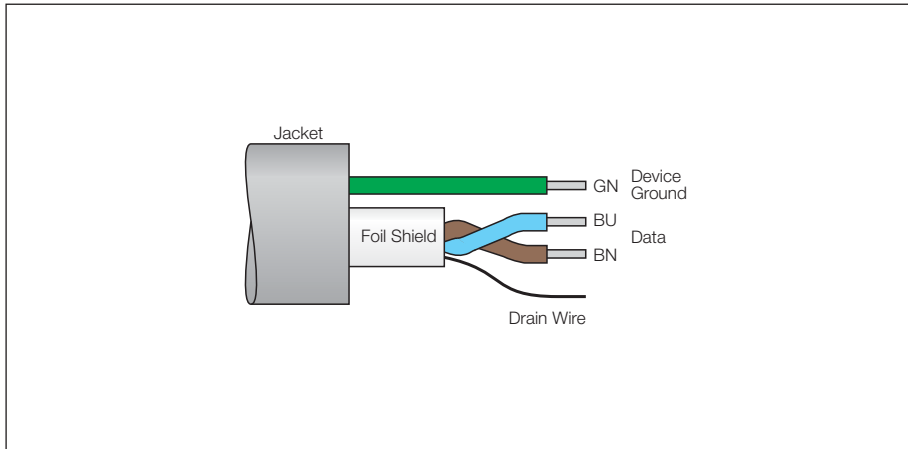 Jacket
GN
Device
Ground
Foil Shield
BU
Data
BN
Drain Wire